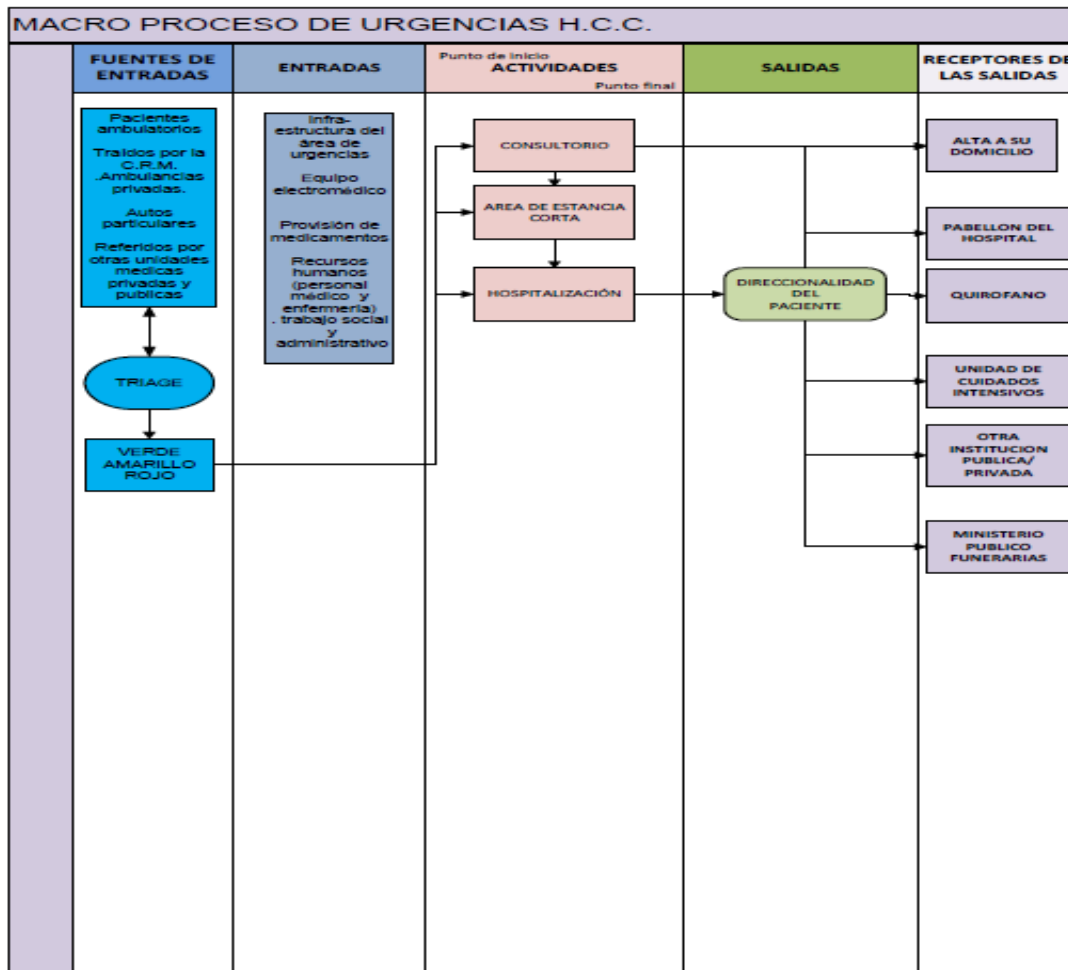 MACRO PROCESO DE URGENCIAS H.C.C.
FUENTES DE
ENTRADAS
ENTRADAS
Punto de inicio
ACTIVIDADES
Punto final
SALIDAS
RECEPTORES DE
LAS SALIDAS
Pacientes
ambulatorios
Traidos por la
C.R.M.
.Ambulancias
privadas.
Autos
particulares
Referidos por
otras unidades
medicas
privadas y
publicas
TRIAGE
VERDE
AMARILLO
ROJO
Infra-
estructura del
área de
urgencias
Equipo
electromédico
Provisión de
medicamentos
Recursos
humanos
(personal
médico y
enfermería)
. trabajo social
y
administrativo
CONSULTORIO
AREA DE ESTANCIA
CORTA
HOSPITALIZACIÓN
DIRECCIONALIDAD
DEL
PACIENTE
ALTA A SU
DOMICILIO
PABELLON DEL
HOSPITAL
QUIROFANO
UNIDAD DE
CUIDADOS
INTENSIVOS
OTRA
INSTITUCION
PUBLICA/
PRIVADA
MINISTERIO
PUBLICO
FUNERARIAS